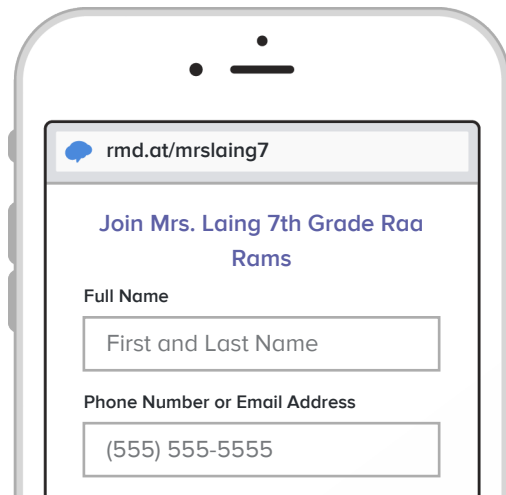 rmd.at/mrslaing7
Join Mrs. Laing 7th Grade Raa
Rams
Full Name
First and Last Name
Phone Number or Email Address
(555) 555-5555